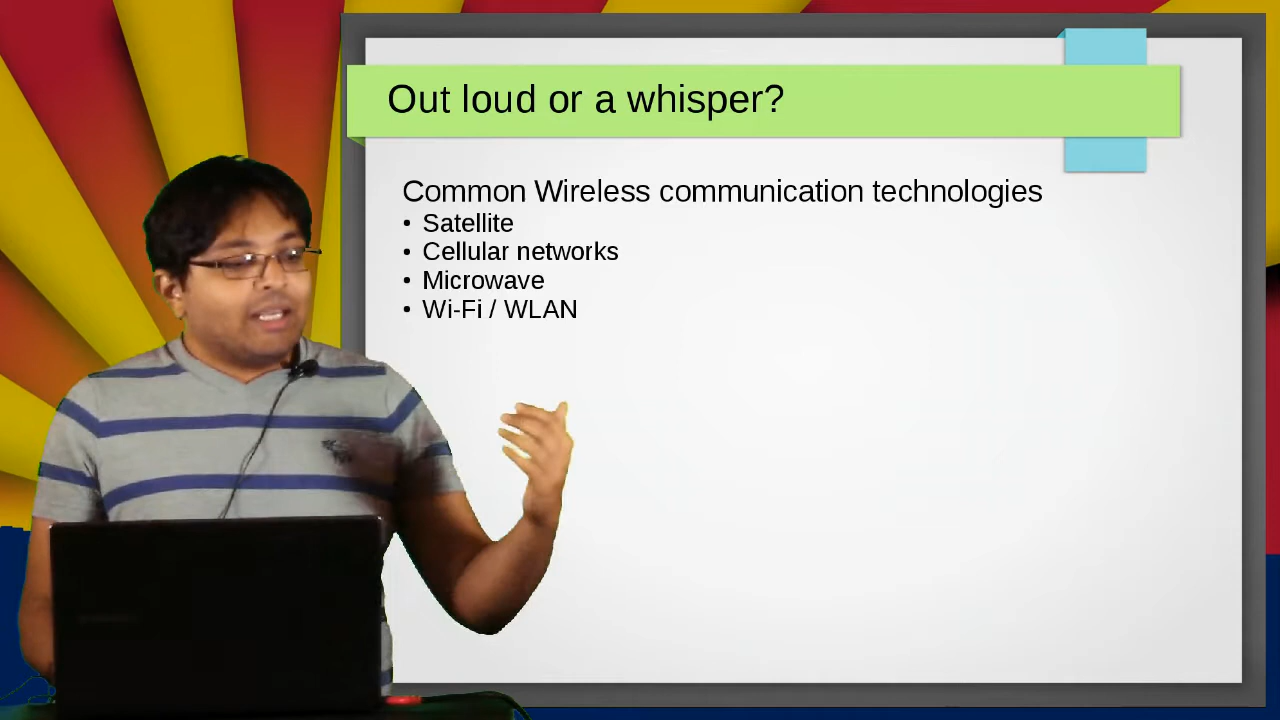 Out loud or a whisper?
Common Wireless communication technologies
• Satellite
• Cellular networks
• Microwave
• Wi-Fi / WLAN